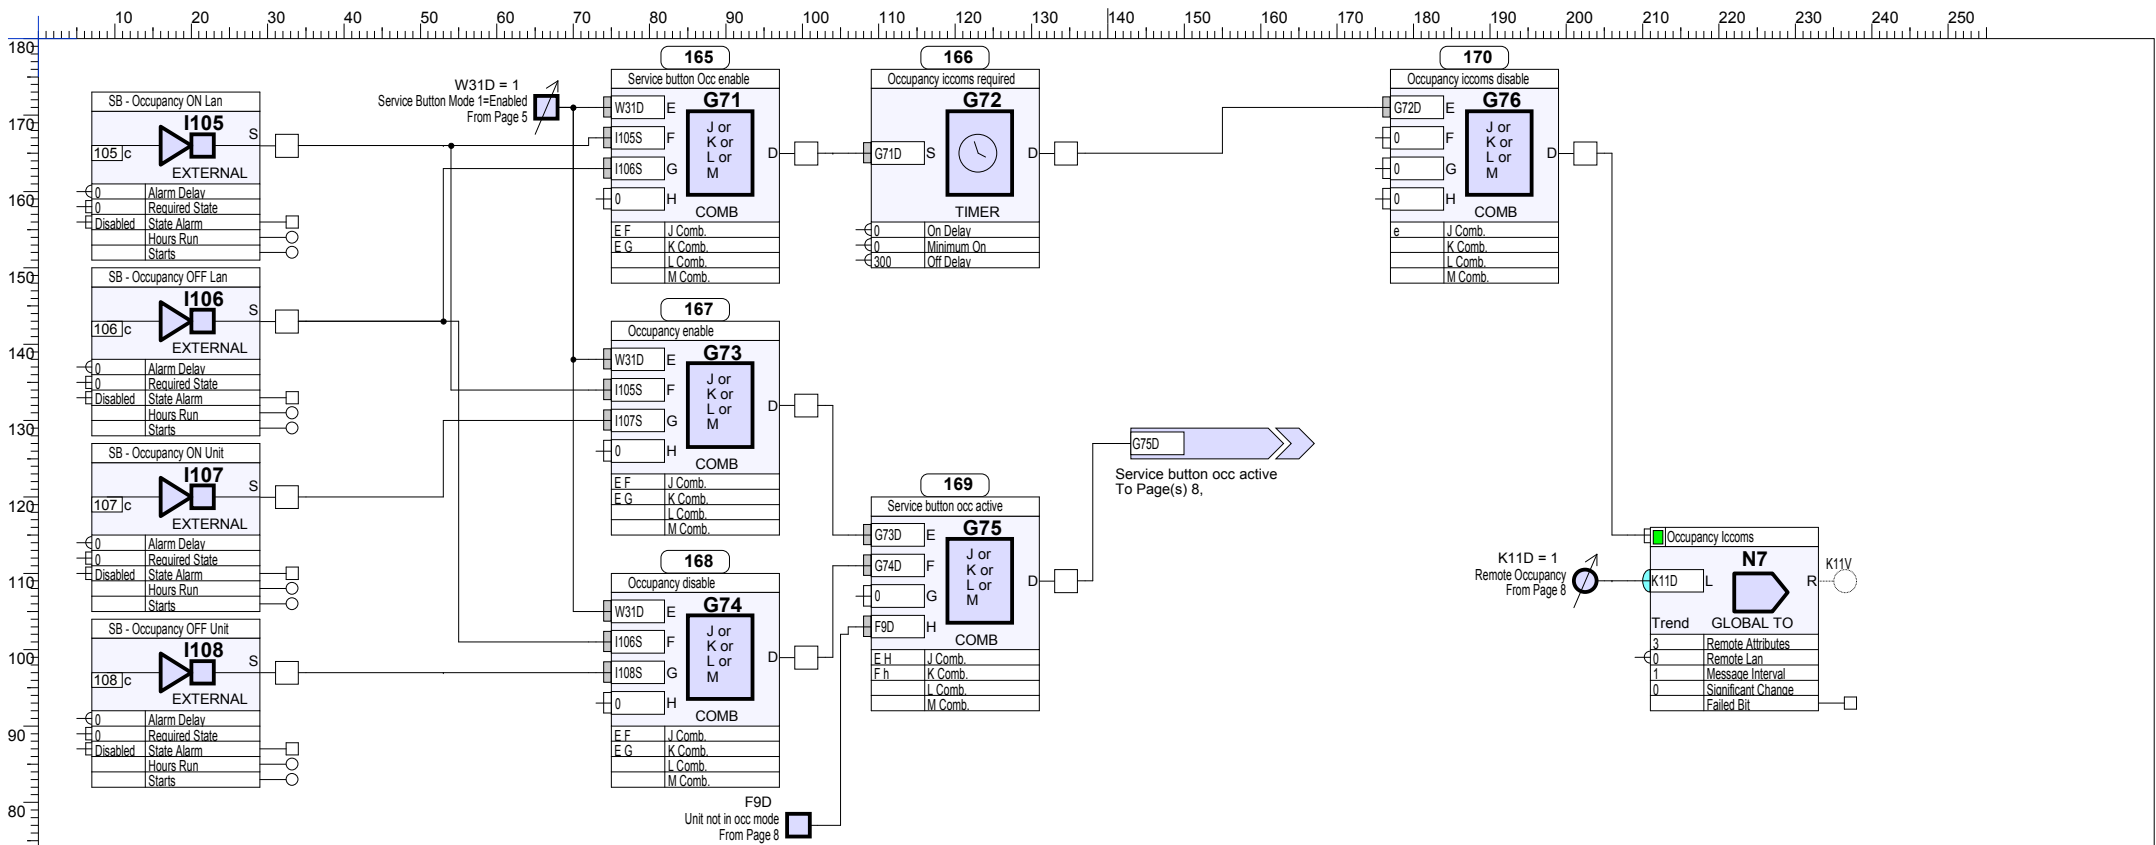 10 20 30 40 50 60 70 80 90 100 110 120 130 140 150 160 170 180 190 200 210 220 230 240 250
180
170
160
150
140
130
120
110
100
90
80
SB - Occupancy ON Lan
I105
S
105 c
EXTERNAL
0 Alarm Delay
0 Required State
Disabled State Alarm
Hours Run
Starts
SB - Occupancy OFF Lan
I106
S
106 c
EXTERNAL
0 Alarm Delay
0 Required State
Disabled State Alarm
Hours Run
Starts
SB - Occupancy ON Unit
I107
S
107 c
EXTERNAL
0 Alarm Delay
0 Required State
Disabled State Alarm
Hours Run
Starts
SB - Occupancy OFF Unit
I108
S
108 c
EXTERNAL
0 Alarm Delay
0 Required State
Disabled State Alarm
Hours Run
Starts
W31D = 1
Service Button Mode 1=Enabled
From Page 5
165
Service button Occ enable
G71
W31D E
I105S F
I106S G
0 H
J or
K or
L or
M
D
COMB
E F J Comb.
E G K Comb.
L Comb.
M Comb.
167
Occupancy enable
G73
W31D E
I105S F
I107S G
0 H
J or
K or
L or
M
D
COMB
E F J Comb.
E G K Comb.
L Comb.
M Comb.
168
Occupancy disable
G74
W31D E
I106S F
I108S G
0 H
J or
K or
L or
M
D
COMB
E F J Comb.
E G K Comb.
L Comb.
M Comb.
F9D
Unit not in occ mode
From Page 8
166
Occupancy iccoms required
G72
G71D S
D
TIMER
0 On Delay
0 Minimum On
300 Off Delay
169
Service button occ active
G75
G73D E
G74D F
0 G
F9D H
J or
K or
L or
M
D
COMB
E H J Comb.
F h K Comb.
L Comb.
M Comb.
G75D
Service button occ active
To Page(s) 8,
170
Occupancy iccoms disable
G76
G72D E
0 F
0 G
0 H
J or
K or
L or
M
D
COMB
e J Comb.
K Comb.
L Comb.
M Comb.
K11D = 1
Remote Occupancy
From Page 8
Occupancy Iccoms
N7
K11D L
R
K11V
Trend GLOBAL TO
3 Remote Attributes
0 Remote Lan
1 Message Interval
0 Significant Change
Failed Bit